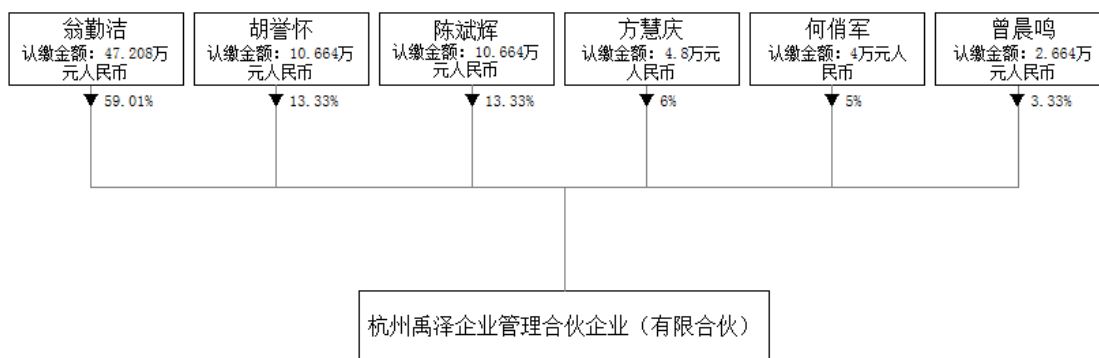 翁勤洁
认缴金额：47.208万
元人民币
胡誉怀
认缴金额：10.664万
元人民币
陈斌辉
认缴金额：10.664万
元人民币
方慧庆
认缴金额：4.8万元
人民币
何俏军
认缴金额：4万元人
民币
曾晨鸣
认缴金额：2.664万
元人民币
59.01%
13.33%
13.33%
6%
5%
3.33%
杭州禹泽企业管理合伙企业（有限合伙）